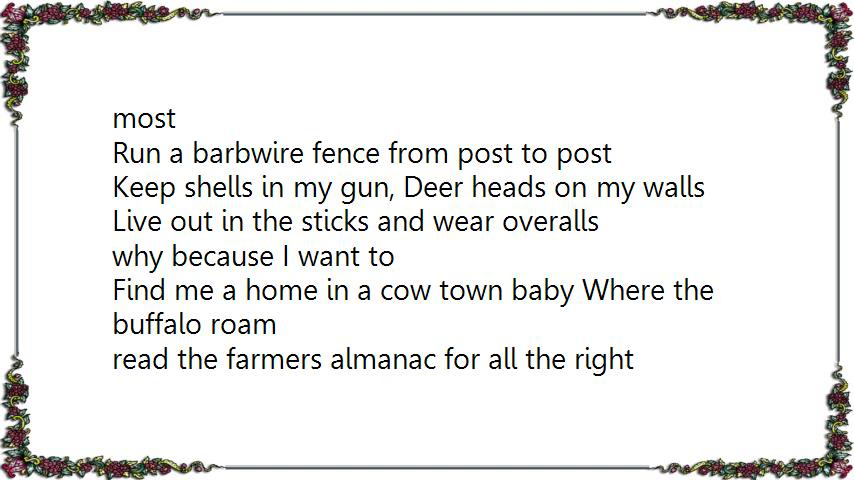 most
Run a barbwire fence from post to post
Keep shells in my gun, Deer heads on my walls
Live out in the sticks and wear overalls
why because I want to
Find me a home in a cow town baby Where the
buffalo roam
read the farmers almanac for all the right